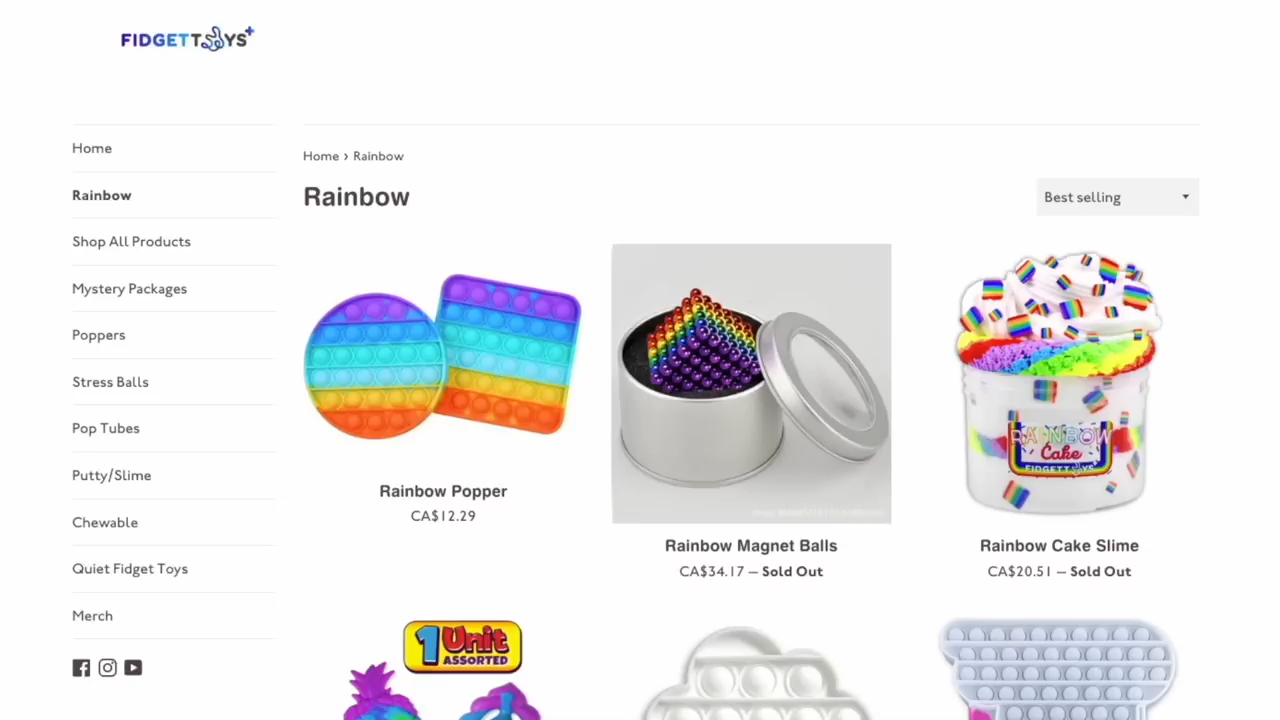 FIDGETTOYS+
Home
Rainbow
Shop All Products
Mystery Packages
Poppers
Stress Balls
Pop Tubes
Putty/Slime
Chewable
Quiet Fidget Toys
Merch
Home › Rainbow
Rainbow
Best selling
Rainbow Popper
CA$12.29
Rainbow Magnet Balls
CA$34.17 — Sold Out
RAINBOW
Cake
FIDGETTOYS
Rainbow Cake Slime
CA$20.51 — Sold Out
1 Unit
ASSORTED